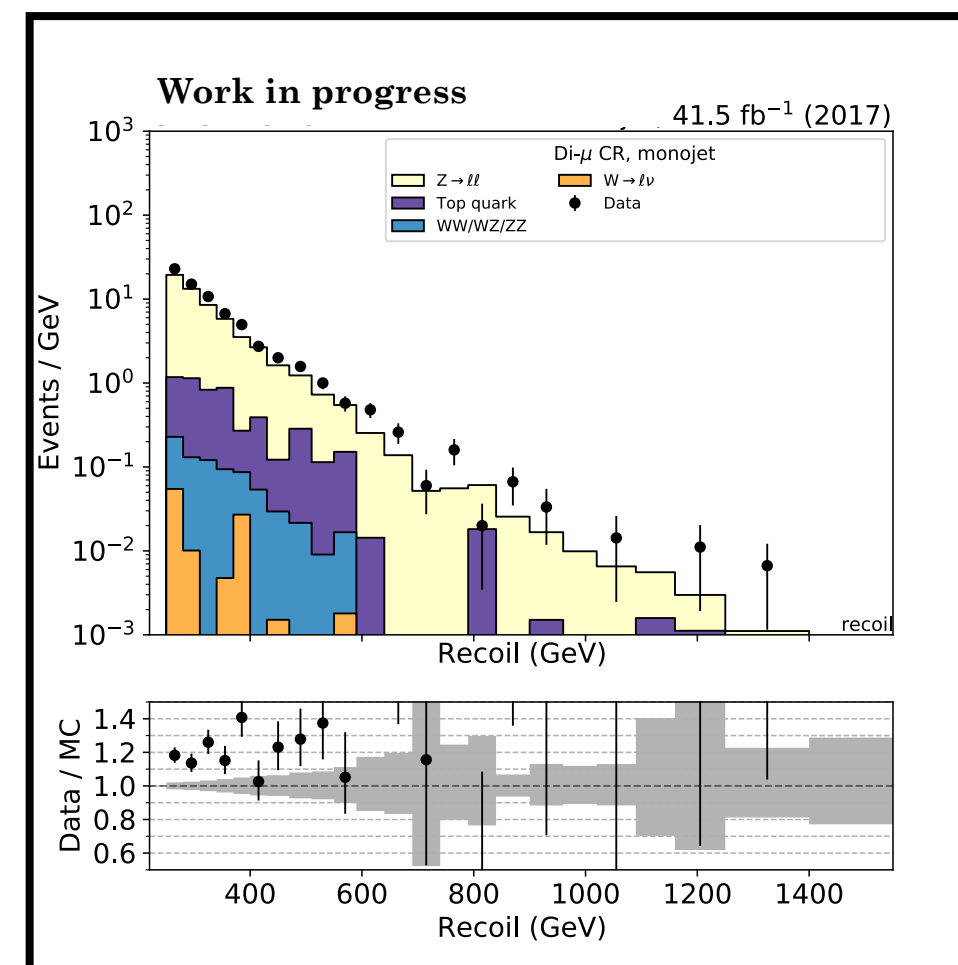 Work in progress
41.5 fb⁻¹ (2017)
Di-μ CR, monojet
Z → ℓℓ
Top quark
WW/WZ/ZZ
W → ℓν
Data
Events / GeV
10³
10²
10¹
10⁰
10⁻¹
10⁻²
10⁻³
recoil
Recoil (GeV)
Data / MC
1.4
1.2
1.0
0.8
0.6
400 600 800 1000 1200 1400
Recoil (GeV)